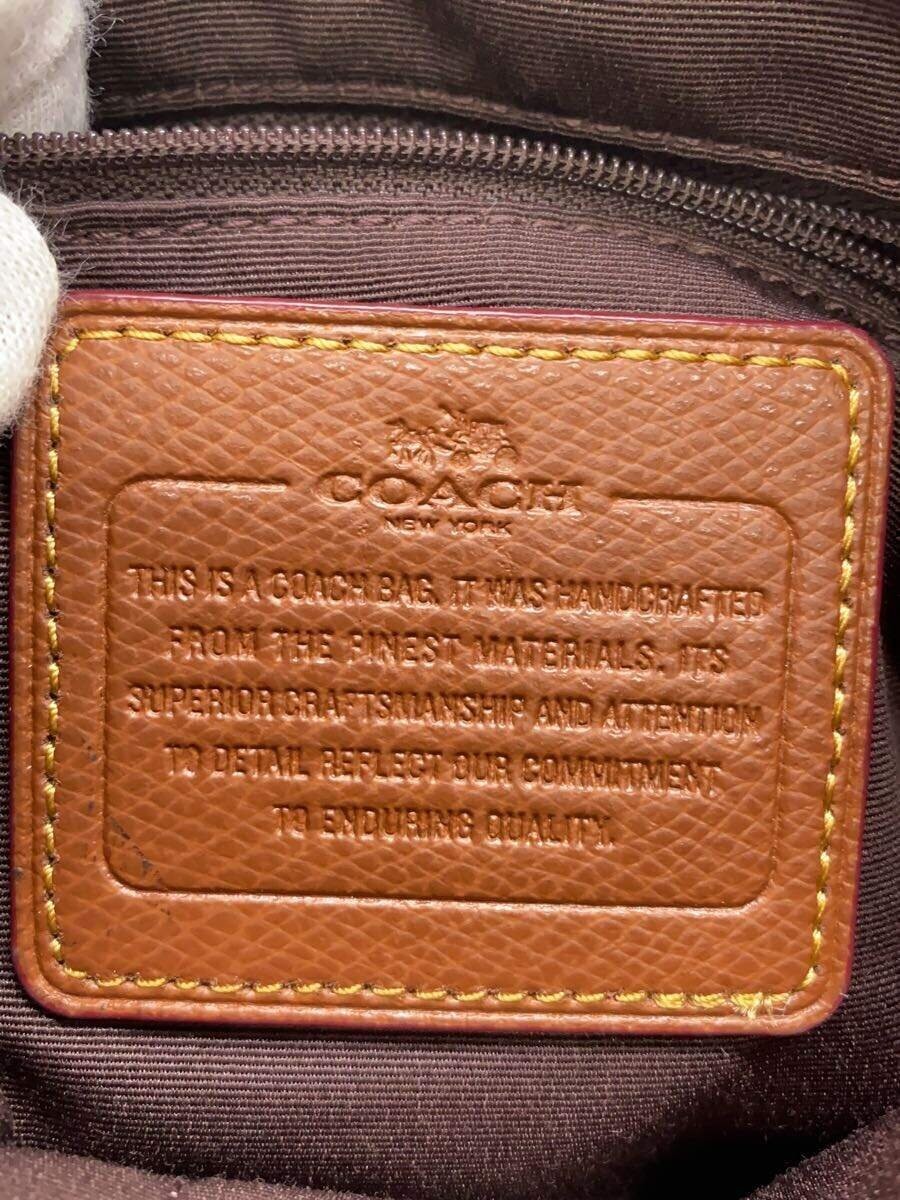 COACH
NEW YORK
THIS IS A COACH BAG. IT WAS HANDCRAFTED
FROM THE FINEST MATERIALS. ITS
SUPERIOR CRAFTSMANSHIP AND ATTENTION
TO DETAIL REFLECT OUR COMMITMENT
TO ENDURING QUALITY.